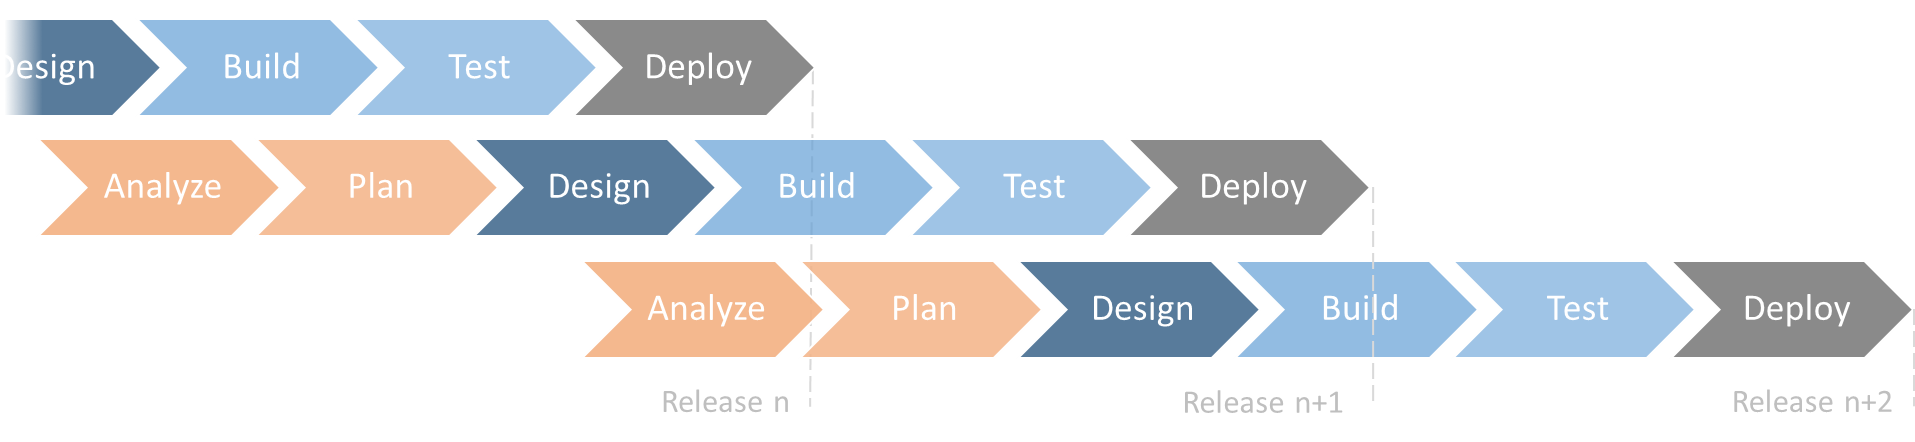 Design Build Test Deploy
Analyze Plan Design Build Test Deploy
Analyze Plan Design Build Test Deploy
Release n Release n+1 Release n+2